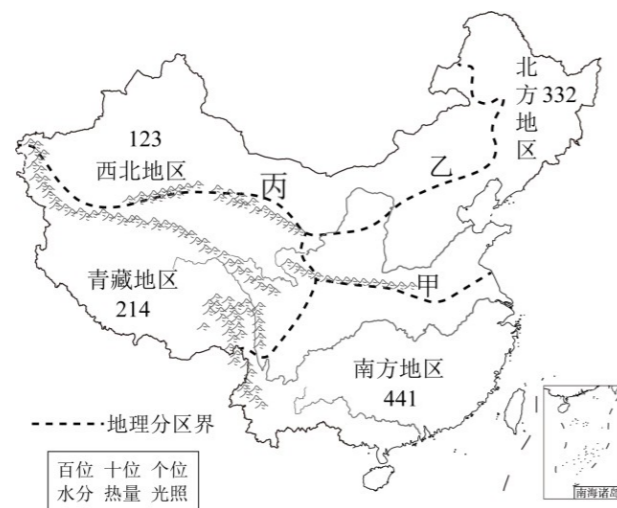 北方地区
332
123
西北地区
丙
乙
青藏地区
214
甲
南方地区
441
地理分区界
百位 十位 个位
水分 热量 光照
南海诸岛